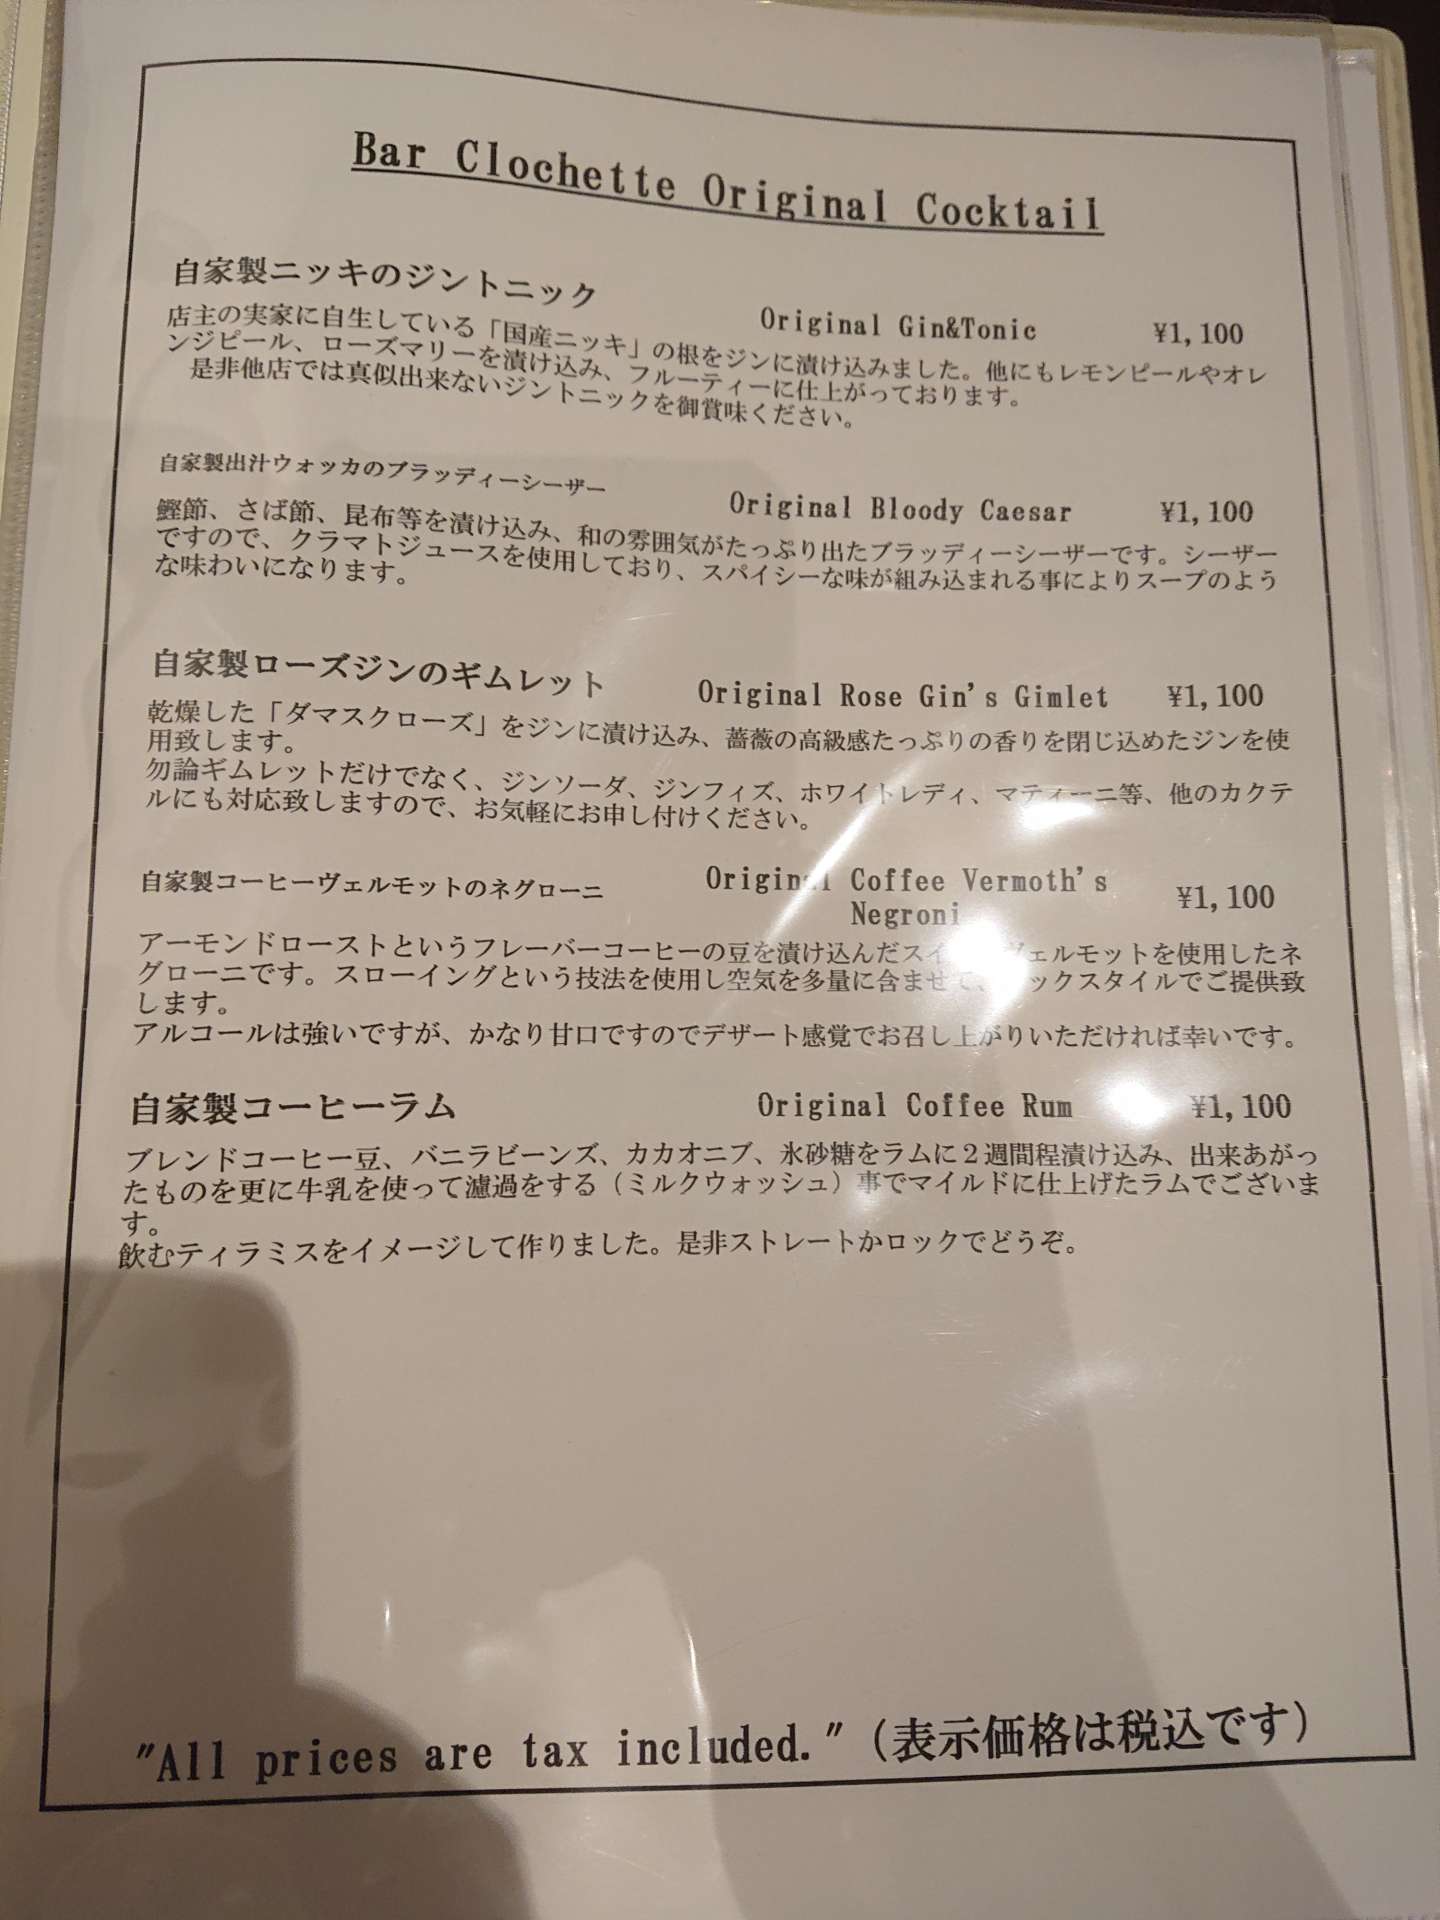 Bar Clochette Original Cocktail
自家製ニッキのジントニック Original Gin&Tonic ¥1,100
店主の実家に自生している「国産ニッキ」の根をジンに漬け込みました。他にもレモンピールやオレ
ンジピール、ローズマリーを漬け込み、フルーティーに仕上がっております。
是非他店では真似出来ないジントニックを御賞味ください。
自家製出汁ウォッカのブラッディーシーザー Original Bloody Caesar ¥1,100
鰹節、さば節、昆布等を漬け込み、和の雰囲気がたっぷり出たブラッディーシーザーです。シーザー
ですので、クラマトジュースを使用しており、スパイシーな味が組み込まれる事によりスープのよう
な味わいになります。
自家製ローズジンのギムレット Original Rose Gin's Gimlet ¥1,100
乾燥した「ダマスクローズ」をジンに漬け込み、薔薇の高級感たっぷりの香りを閉じ込めたジンを使
用致します。
勿論ギムレットだけでなく、ジンソーダ、ジンフィズ、ホワイトレディ、マティーニ等、他のカクテ
ルにも対応致しますので、お気軽にお申し付けください。
自家製コーヒーヴェルモットのネグローニ Original Coffee Vermoth's ¥1,100
Negroni
アーモンドローストというフレーバーコーヒーの豆を漬け込んだスイ ヴェルモットを使用したネ
グローニです。スローイングという技法を使用し空気を多量に含ませて、 ックスタイルでご提供致
します。
アルコールは強いですが、かなり甘口ですのでデザート感覚でお召し上がりいただければ幸いです。
自家製コーヒーラム Original Coffee Rum ¥1,100
ブレンドコーヒー豆、バニラビーンズ、カカオニブ、氷砂糖をラムに２週間程漬け込み、出来あがっ
たものを更に牛乳を使って濾過をする（ミルクウォッシュ）事でマイルドに仕上げたラムでございま
す。
飲むティラミスをイメージして作りました。是非ストレートかロックでどうぞ。
"All prices are tax included."（表示価格は税込です）